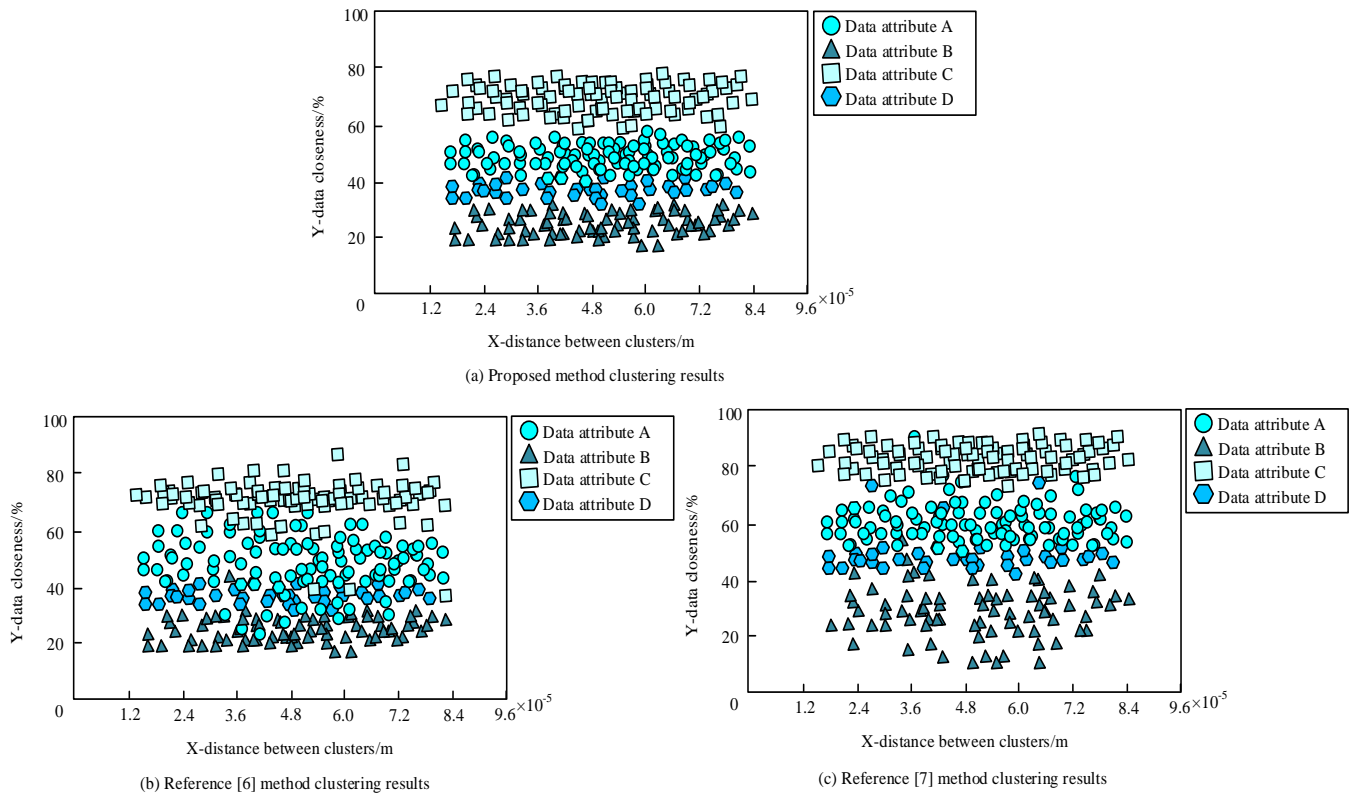 100
80
60
40
20
0
Y-data closeness/%
1.2 2.4 3.6 4.8 6.0 7.2 8.4 9.6 ×10-5
X-distance between clusters/m
Data attribute A
Data attribute B
Data attribute C
Data attribute D
(a) Proposed method clustering results
100
80
60
40
20
0
Y-data closeness/%
1.2 2.4 3.6 4.8 6.0 7.2 8.4 9.6 ×10-5
X-distance between clusters/m
Data attribute A
Data attribute B
Data attribute C
Data attribute D
(b) Reference [6] method clustering results
100
80
60
40
20
0
Y-data closeness/%
1.2 2.4 3.6 4.8 6.0 7.2 8.4 9.6 ×10-5
X-distance between clusters/m
Data attribute A
Data attribute B
Data attribute C
Data attribute D
(c) Reference [7] method clustering results